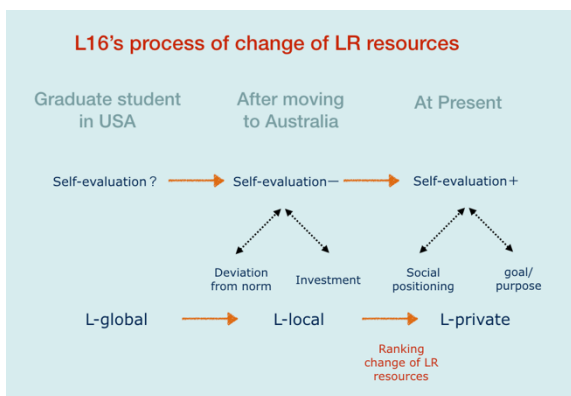 L16's process of change of LR resources
Graduate student
in USA
After moving
to Australia
At Present
Self-evaluation ?
Self-evaluation—
Self-evaluation+
Deviation
from norm
Investment
Social
positioning
goal/
purpose
L-global
L-local
L-private
Ranking
change of LR
resources